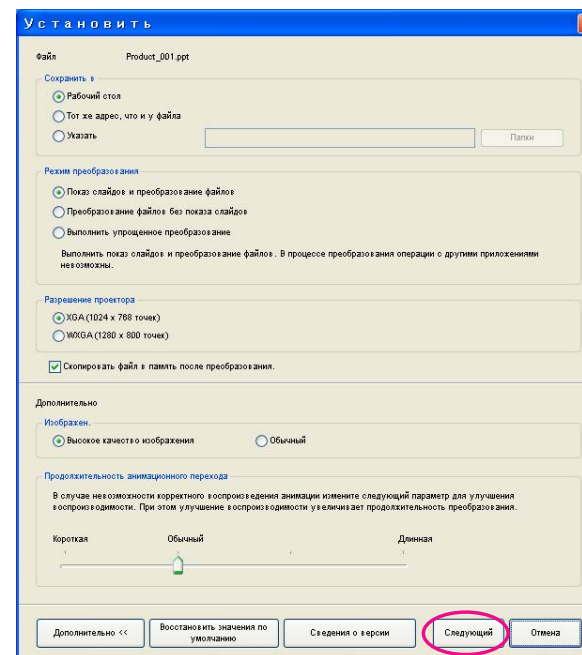 Установить
Файл Product_001.ppt
Сохранить в
Рабочий стол
Тот же адрес, что и у файла
Указать Папки
Режим преобразования
Показ слайдов и преобразование файлов
Преобразование файлов без показа слайдов
Выполнить упрощенное преобразование
Выполнить показ слайдов и преобразование файлов. В процессе преобразования операции с другими приложениями
невозможны.
Разрешение проектора
XGA (1024 x 768 точек)
WXGA (1280 x 800 точек)
Скопировать файл в память после преобразования.
Дополнительно
Изображен.
Высокое качество изображения Обычный
Продолжительность анимационного перехода
В случае невозможности корректного воспроизведения анимации измените следующий параметр для улучшения
воспроизводимости. При этом улучшение воспроизводимости увеличивает продолжительность преобразования.
Короткая Обычный Длинная
Дополнительно << Восстановить значения по
умолчанию Сведения о версии Следующий Отмена